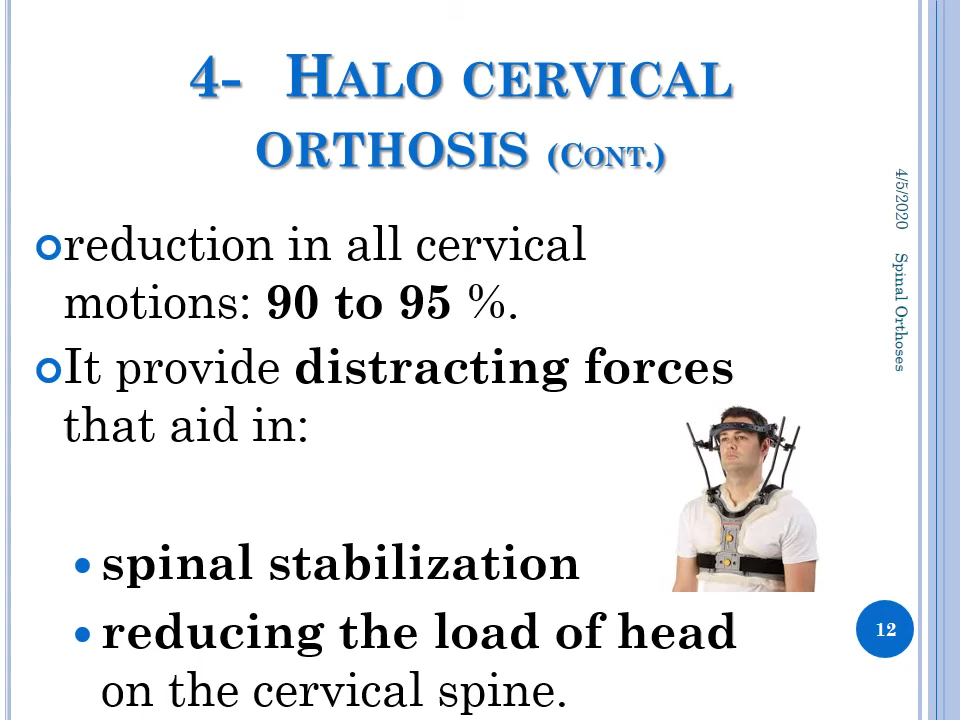 4- Halo cervical
orthosis (Cont.)
reduction in all cervical
motions: 90 to 95 %.
It provide distracting forces
that aid in:
spinal stabilization
reducing the load of head
on the cervical spine.
4/5/2020
Spinal Orthoses
12